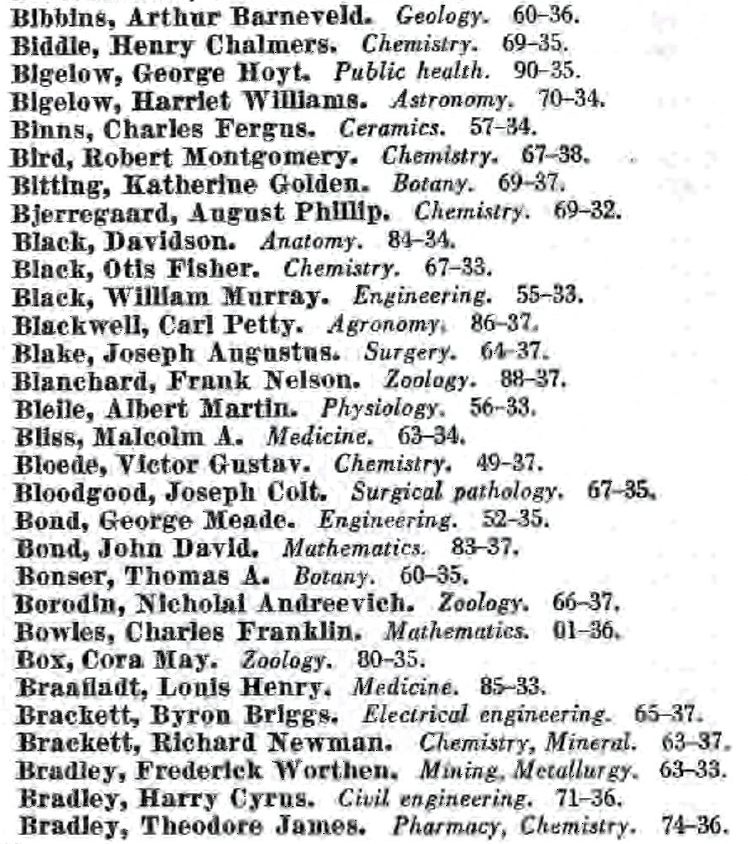 Bibbins, Arthur Barneveld. Geology. 60–36.
Biddle, Henry Chalmers. Chemistry. 69–35.
Bigelow, George Hoyt. Public health. 90–35.
Bigelow, Harriet Williams. Astronomy. 70–34.
Binns, Charles Fergus. Ceramics. 57–34.
Bird, Robert Montgomery. Chemistry. 67–38.
Bitting, Katherine Golden. Botany. 69–37.
Bjerregaard, August Phillip. Chemistry. 69–32.
Black, Davidson. Anatomy. 84–34.
Black, Otis Fisher. Chemistry. 67–33.
Black, William Murray. Engineering. 55–33.
Blackwell, Carl Petty. Agronomy. 86–37.
Blake, Joseph Augustus. Surgery. 64–37.
Blanchard, Frank Nelson. Zoology. 88–37.
Bleile, Albert Martin. Physiology. 56–33.
Bliss, Malcolm A. Medicine. 63–34.
Bloede, Victor Gustav. Chemistry. 49–37.
Bloodgood, Joseph Colt. Surgical pathology. 67–35.
Bond, George Meade. Engineering. 52–35.
Bond, John David. Mathematics. 83–37.
Bonser, Thomas A. Botany. 60–35.
Borodin, Nicholai Andreevich. Zoology. 66–37.
Bowles, Charles Franklin. Mathematics. 01–36.
Box, Cora May. Zoology. 80–35.
Braafladt, Louis Henry. Medicine. 85–33.
Brackett, Byron Briggs. Electrical engineering. 65–37.
Brackett, Richard Newman. Chemistry, Mineral. 63–37.
Bradley, Frederick Worthen. Mining, Metallurgy. 63–33.
Bradley, Harry Cyrus. Civil engineering. 71–36.
Bradley, Theodore James. Pharmacy, Chemistry. 74–36.